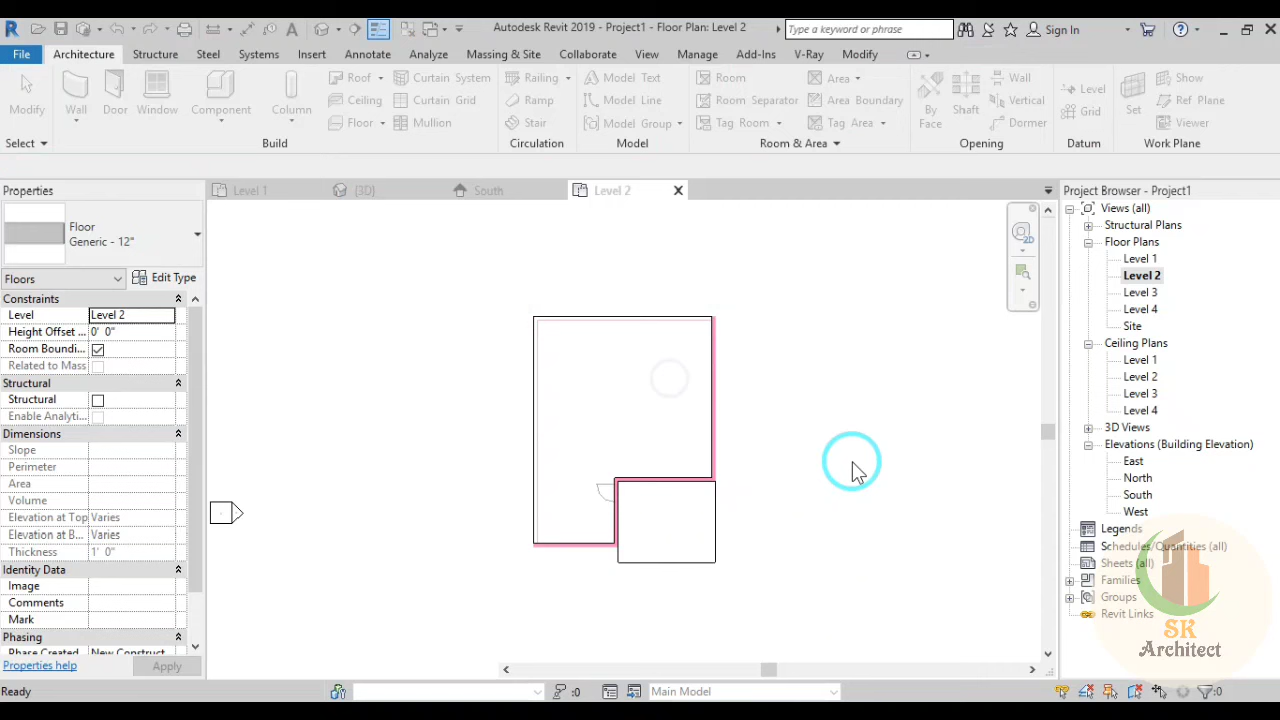 Autodesk Revit 2019 - Project1 - Floor Plan: Level 2
Type a keyword or phrase
Sign In
File Architecture Structure Steel Systems Insert Annotate Analyze Massing & Site Collaborate View Manage Add-Ins V-Ray Modify
Modify
Wall
Door
Window
Component
Column
Roof
Ceiling
Floor
Curtain System
Curtain Grid
Mullion
Railing
Ramp
Stair
Model Text
Model Line
Model Group
Room
Room Separator
Tag Room
Area
Area Boundary
Tag Area
By
Face
Shaft
Wall
Vertical
Dormer
Level
Grid
Set
Show
Ref Plane
Viewer
Select
Build
Circulation
Model
Room & Area
Opening
Datum
Work Plane
Properties
Level 1
{3D}
South
Level 2
Project Browser - Project1
Floor
Generic - 12"
Floors
Edit Type
Constraints
Level Level 2
Height Offset ... 0' 0"
Room Boundi...
Related to Mass
Structural
Structural
Enable Analyti...
Dimensions
Slope
Perimeter
Area
Volume
Elevation at Top Varies
Elevation at B... Varies
Thickness 1' 0"
Identity Data
Image
Comments
Mark
Phasing
Phase Created New Construct
Properties help
Apply
2D
Views (all)
Structural Plans
Floor Plans
Level 1
Level 2
Level 3
Level 4
Site
Ceiling Plans
Level 1
Level 2
Level 3
Level 4
3D Views
Elevations (Building Elevation)
East
North
South
West
Legends
Schedules/Quantities (all)
Sheets (all)
Families
Groups
Revit Links
SK
Architect
Ready
:0
Main Model
:0